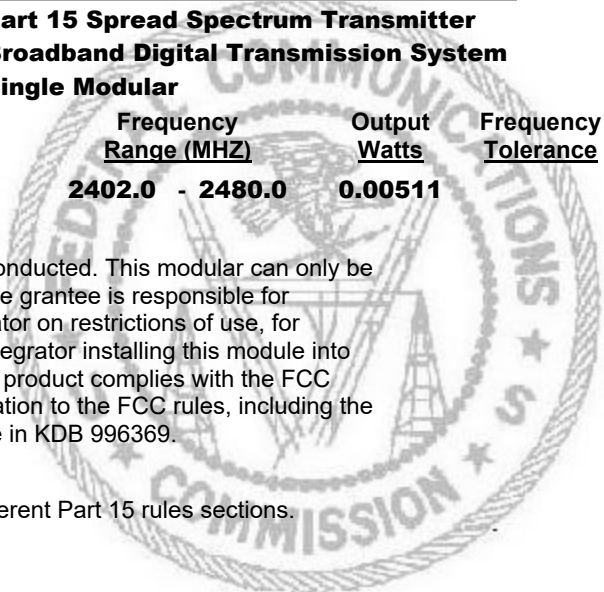 art 15 Spread Spectrum Transmitter
roadband Digital Transmission System
ingle Modular
Frequency Output Frequency
Range (MHZ) Watts Tolerance
2402.0 - 2480.0 0.00511
onducted. This modular can only be
e grantee is responsible for
ator on restrictions of use, for
egrator installing this module into
product complies with the FCC
ation to the FCC rules, including the
e in KDB 996369.
erent Part 15 rules sections.
FEDERAL COMMUNICATIONS COMMISSION